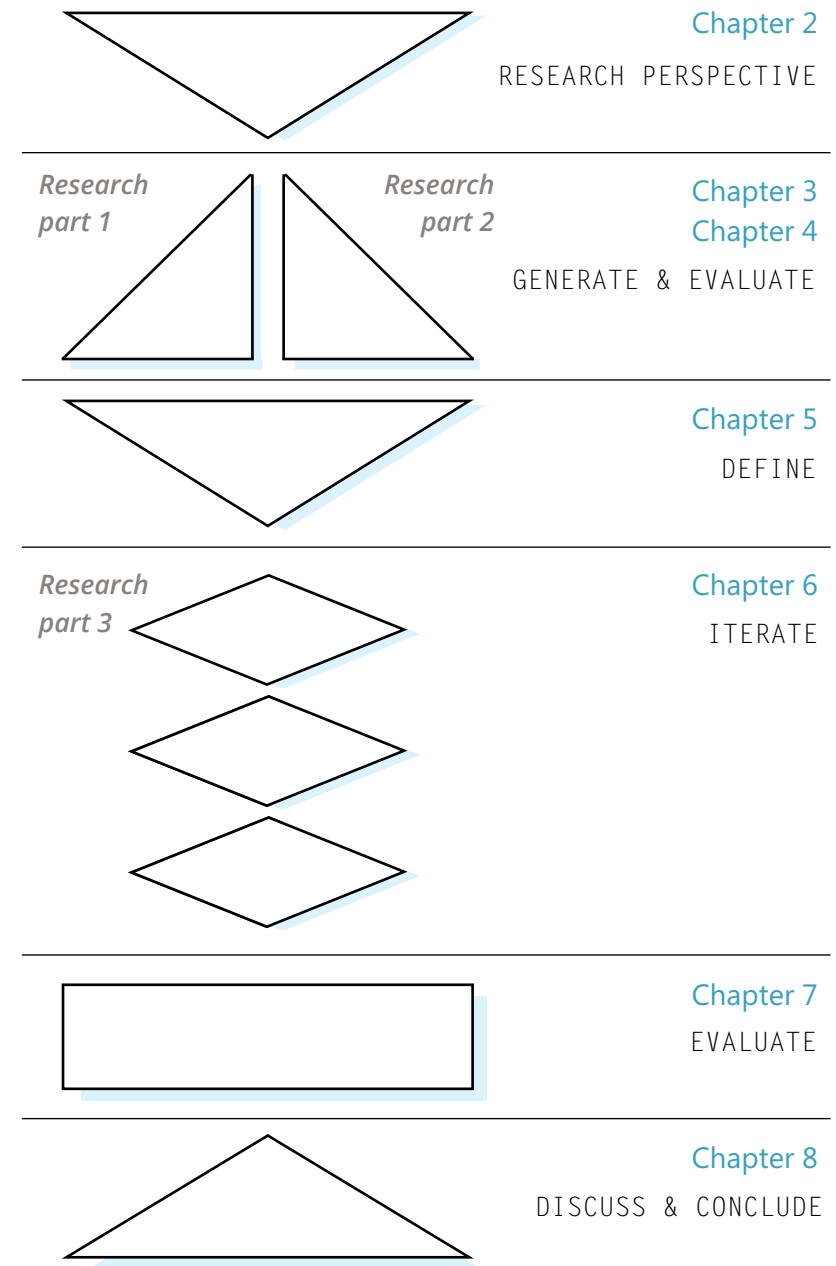 Chapter 2
RESEARCH PERSPECTIVE
Research
part 1
Research
part 2
Chapter 3
Chapter 4
GENERATE & EVALUATE
Chapter 5
DEFINE
Research
part 3
Chapter 6
ITERATE
Chapter 7
EVALUATE
Chapter 8
DISCUSS & CONCLUDE